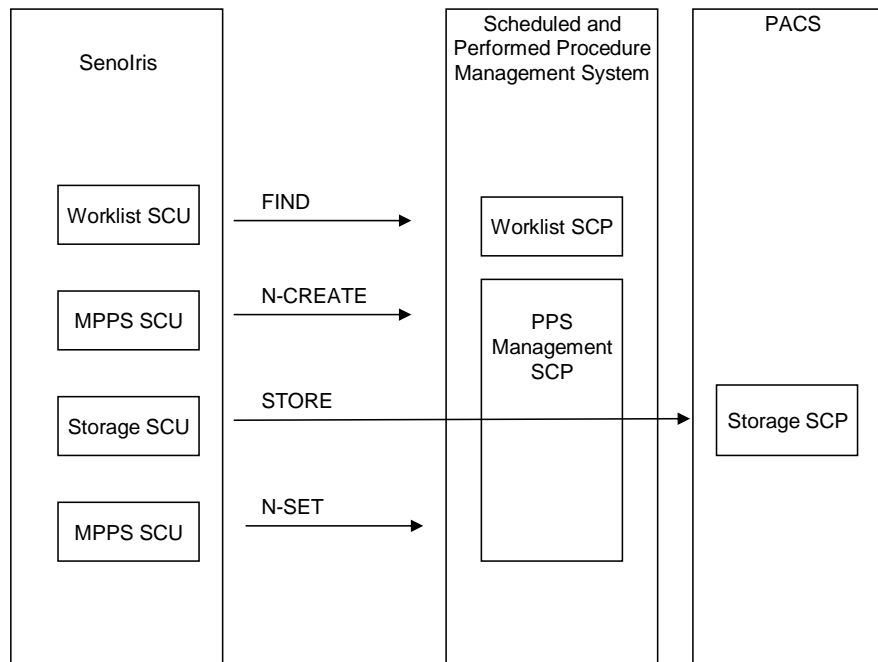 SenoIris
Scheduled and
Performed Procedure
Management System
PACS
Worklist SCU
FIND
Worklist SCP
MPPS SCU
N-CREATE
PPS
Management
SCP
Storage SCU
STORE
Storage SCP
MPPS SCU
N-SET